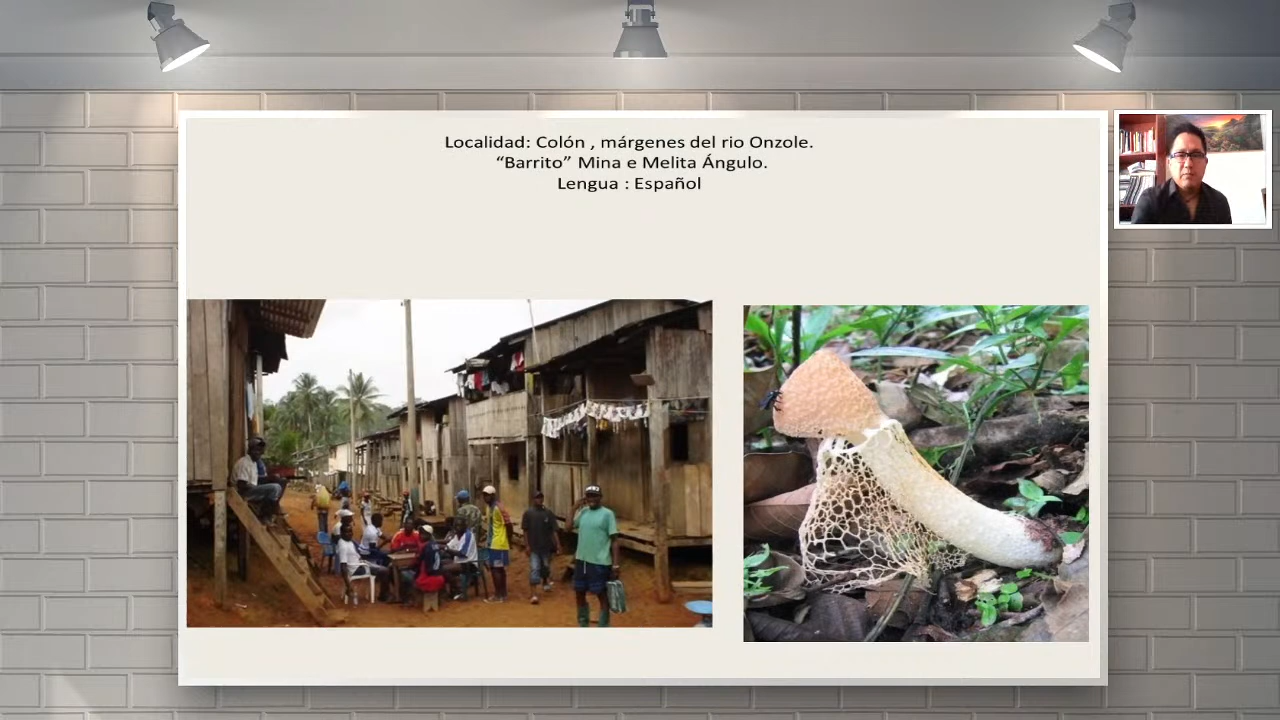 Localidad: Colón , márgenes del rio Onzole.
“Barrito” Mina e Melita Ángulo.
Lengua : Español